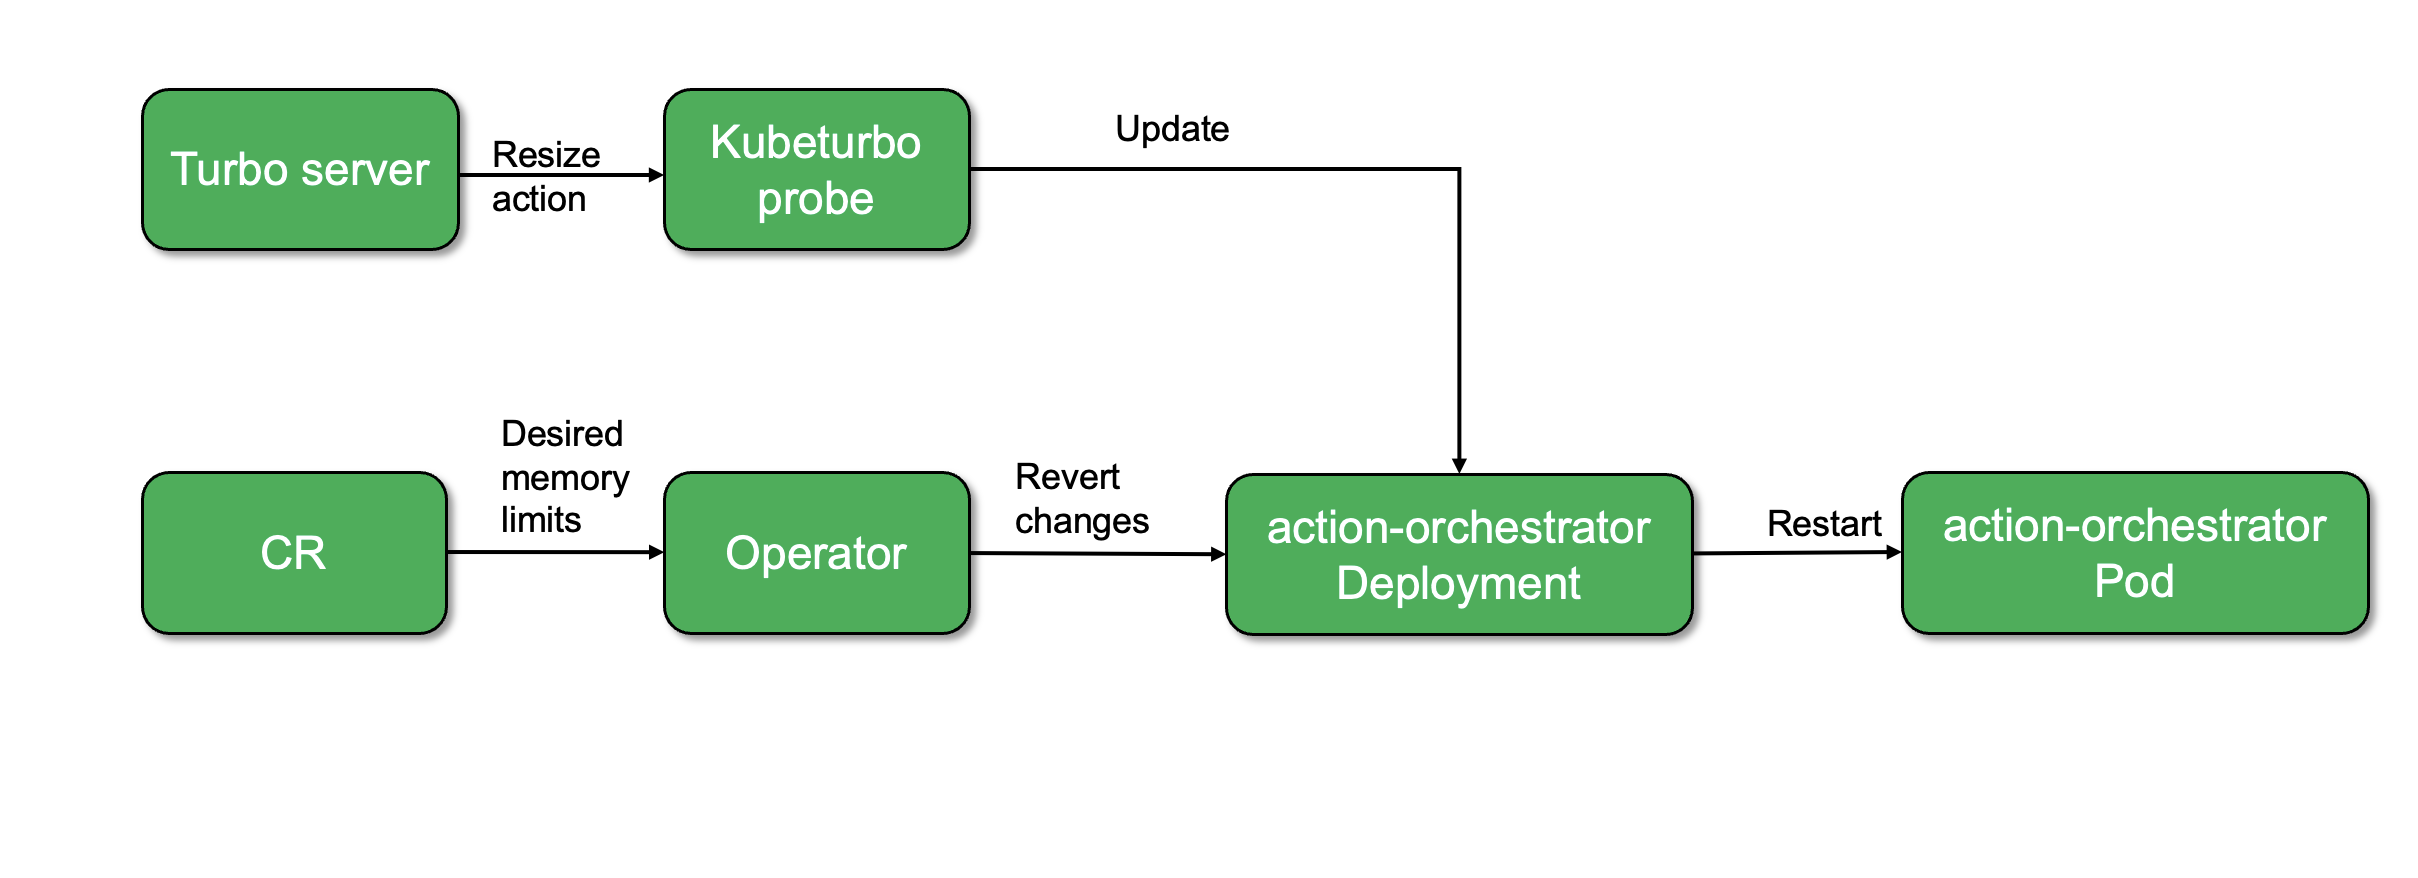 Turbo server
Resize
action
Kubeturbo
probe
Update
CR
Desired
memory
limits
Operator
Revert
changes
action-orchestrator
Deployment
Restart
action-orchestrator
Pod